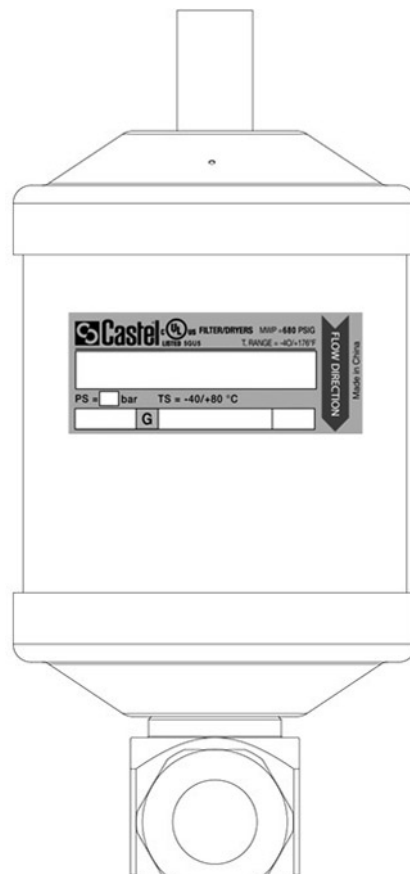 Castel c UL us FILTER/DRYERS MWP =680 PSIG
LISTED SGUS T. RANGE = -40/+176°F
PS = bar TS = -40/+80 °C
G
FLOW DIRECTION
Made in China